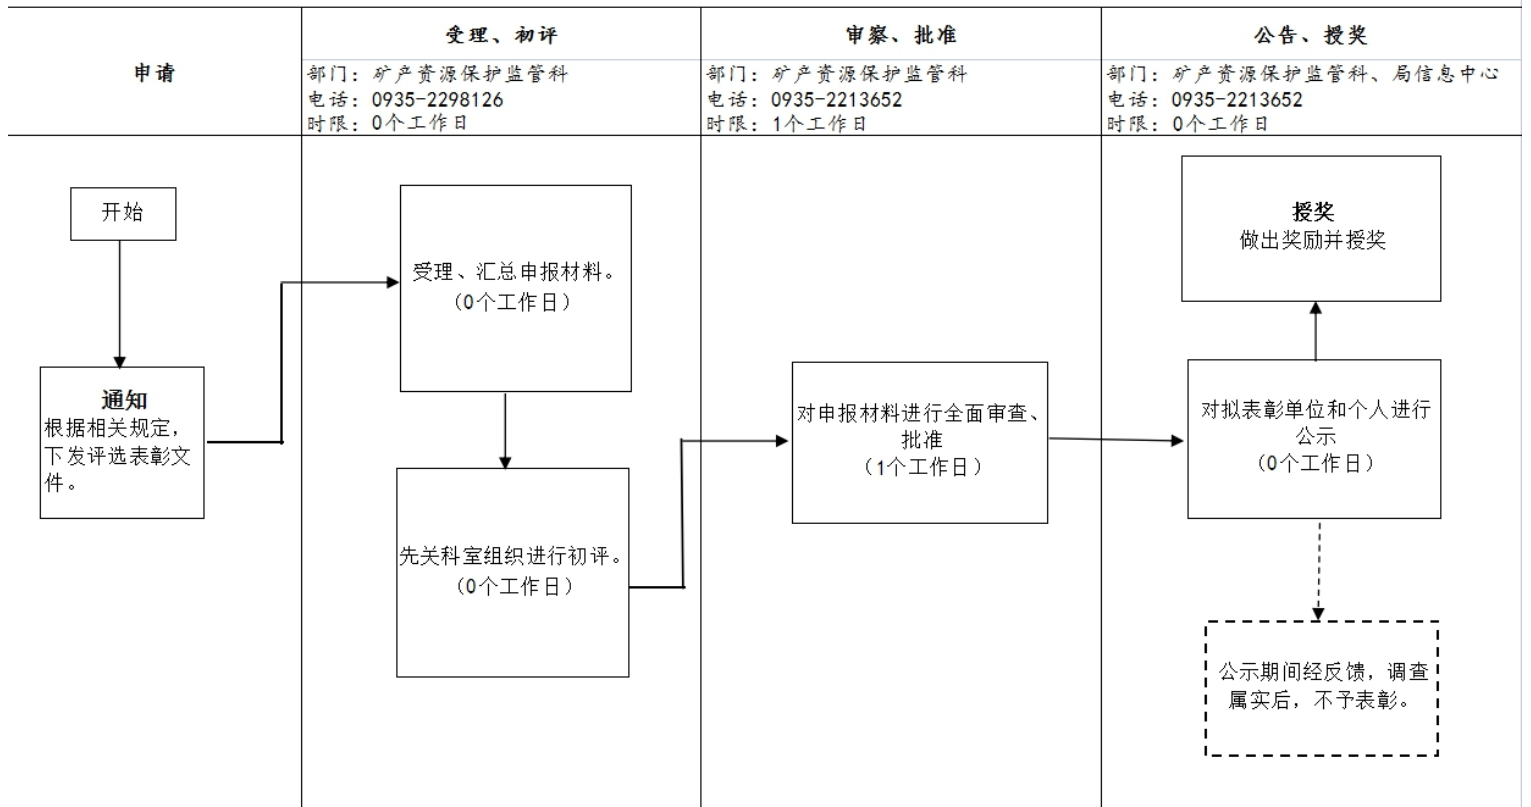 申请
受理、初评
部门：矿产资源保护监管科
电话：0935-2298126
时限：0个工作日
审察、批准
部门：矿产资源保护监管科
电话：0935-2213652
时限：1个工作日
公告、授奖
部门：矿产资源保护监管科、局信息中心
电话：0935-2213652
时限：0个工作日
开始
通知
根据相关规定，
下发评选表彰文
件。
受理、汇总申报材料。
（0个工作日）
先关科室组织进行初评。
（0个工作日）
对申报材料进行全面审查、
批准
（1个工作日）
授奖
做出奖励并授奖
对拟表彰单位和个人进行
公示
（0个工作日）
公示期间经反馈，调查
属实后，不予表彰。